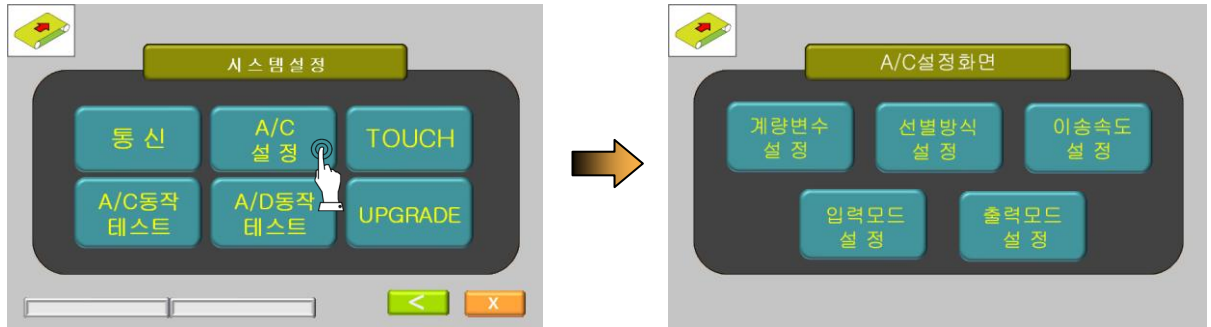 시스템설정
통 신
A/C
설 정
TOUCH
A/C동작
테스트
A/D동작
테스트
UPGRADE
<
X
A/C설정화면
계량변수
설 정
선별방식
설 정
이송속도
설 정
입력모드
설 정
출력모드
설 정